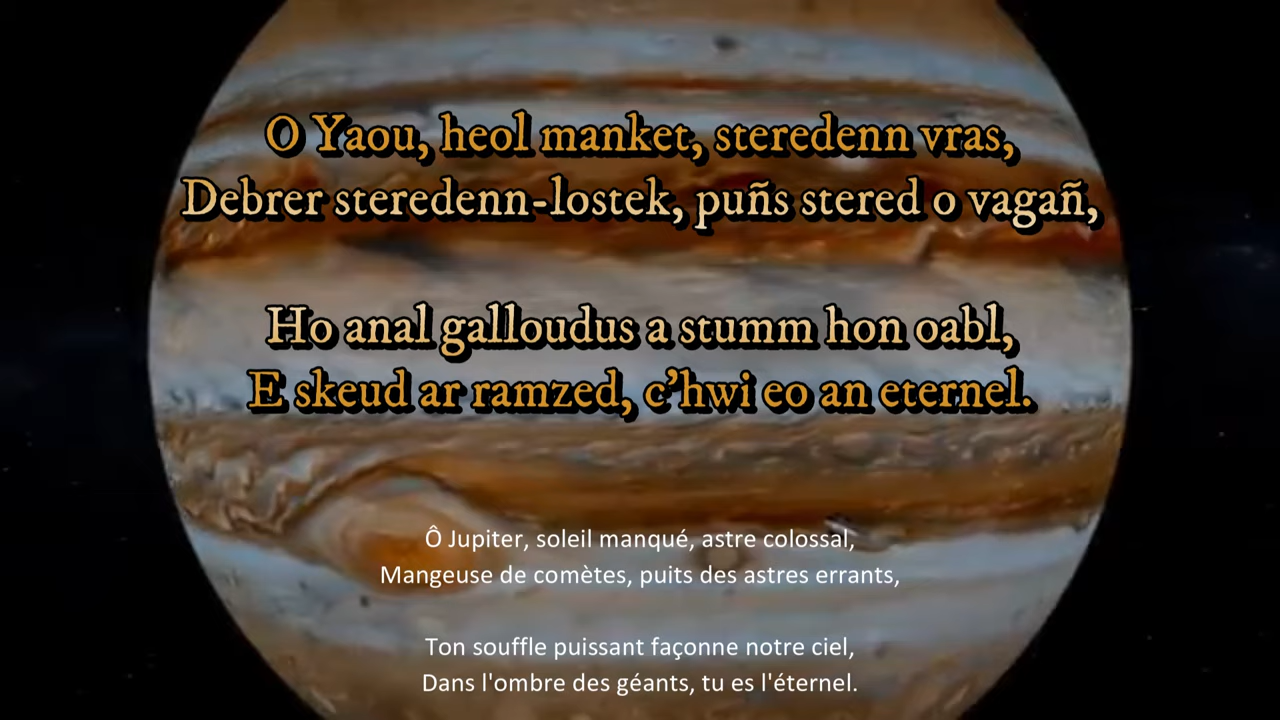 O Yaou, heol manket, steredenn vras,
Debrer steredenn-lostek, puñs stered o vagañ,
Ho anal galloudus a stumm hon oabl,
E skeud ar ramzed, c'hwi eo an eternel.
Ô Jupiter, soleil manqué, astre colossal,
Mangeuse de comètes, puits des astres errants,
Ton souffle puissant façonne notre ciel,
Dans l'ombre des géants, tu es l'éternel.